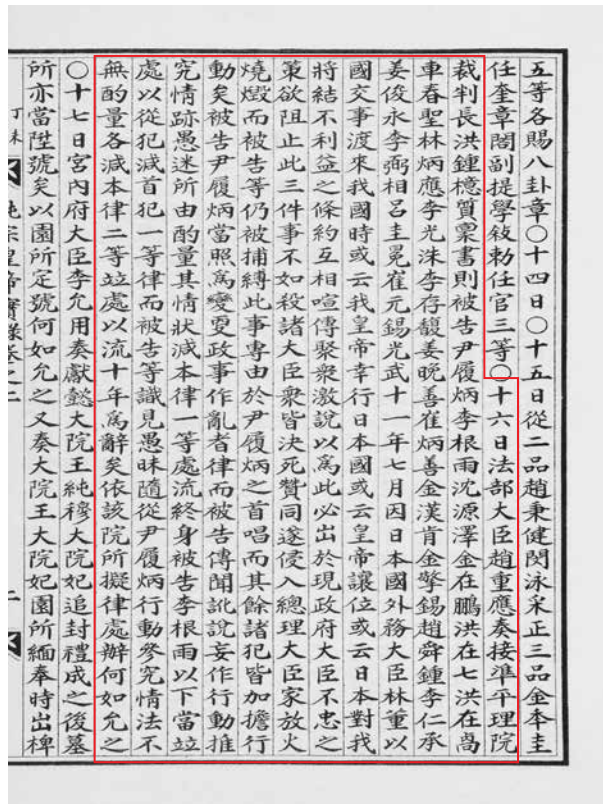 五等各賜八卦章○十四日○十五日從二品趙秉健閔泳采正三品金本圭
任奎章閣副提學敍勅任官三等○十六日法部大臣趙重應奏接準平理院
裁判長洪鍾檍質稟書則被告尹履炳李根雨沈源澤金在鵬洪在七洪在卨
車春聖林炳應李光洙李存馥姜晩善崔炳善金漢肯金擎錫趙舜鍾李仁承
姜俊永李弼相呂圭冕崔元錫光武十一年七月因日本國外務大臣林董以
國交事渡來我國時或云我皇帝幸行日本國或云皇帝讓位或云日本對我
將結不利益之條約互相喧傳聚衆激說以爲此必出於現政府大臣不忠之
策欲阻止此三件事不如殺諸大臣衆皆決死贊同遂使入總理大臣家放火
燒燬而被告等仍被捕縛此事專由於尹履炳之首唱而其餘諸犯皆加擔行
動矣被告尹履炳當照爲變更政事作亂者律而被告傳聞訛說妄作行動推
究情跡愚迷所由酌量其情狀減本律一等處流終身被告李根雨以下當竝
處以從犯減首犯一等律而被告等識見愚昧隨從尹履炳行動參究情法不
無酌量各減本律二等竝處以流十年爲辭矣依該院所擬律處辦何如允之
○十七日宮內府大臣李允用奏獻懿大院王純穆大院妃追封禮成之後墓
所亦當陞號矣以園所定號何如允之又奏大院王大院妃園所緬奉時出椑
丁未
純宗皇帝實錄卷之二
二